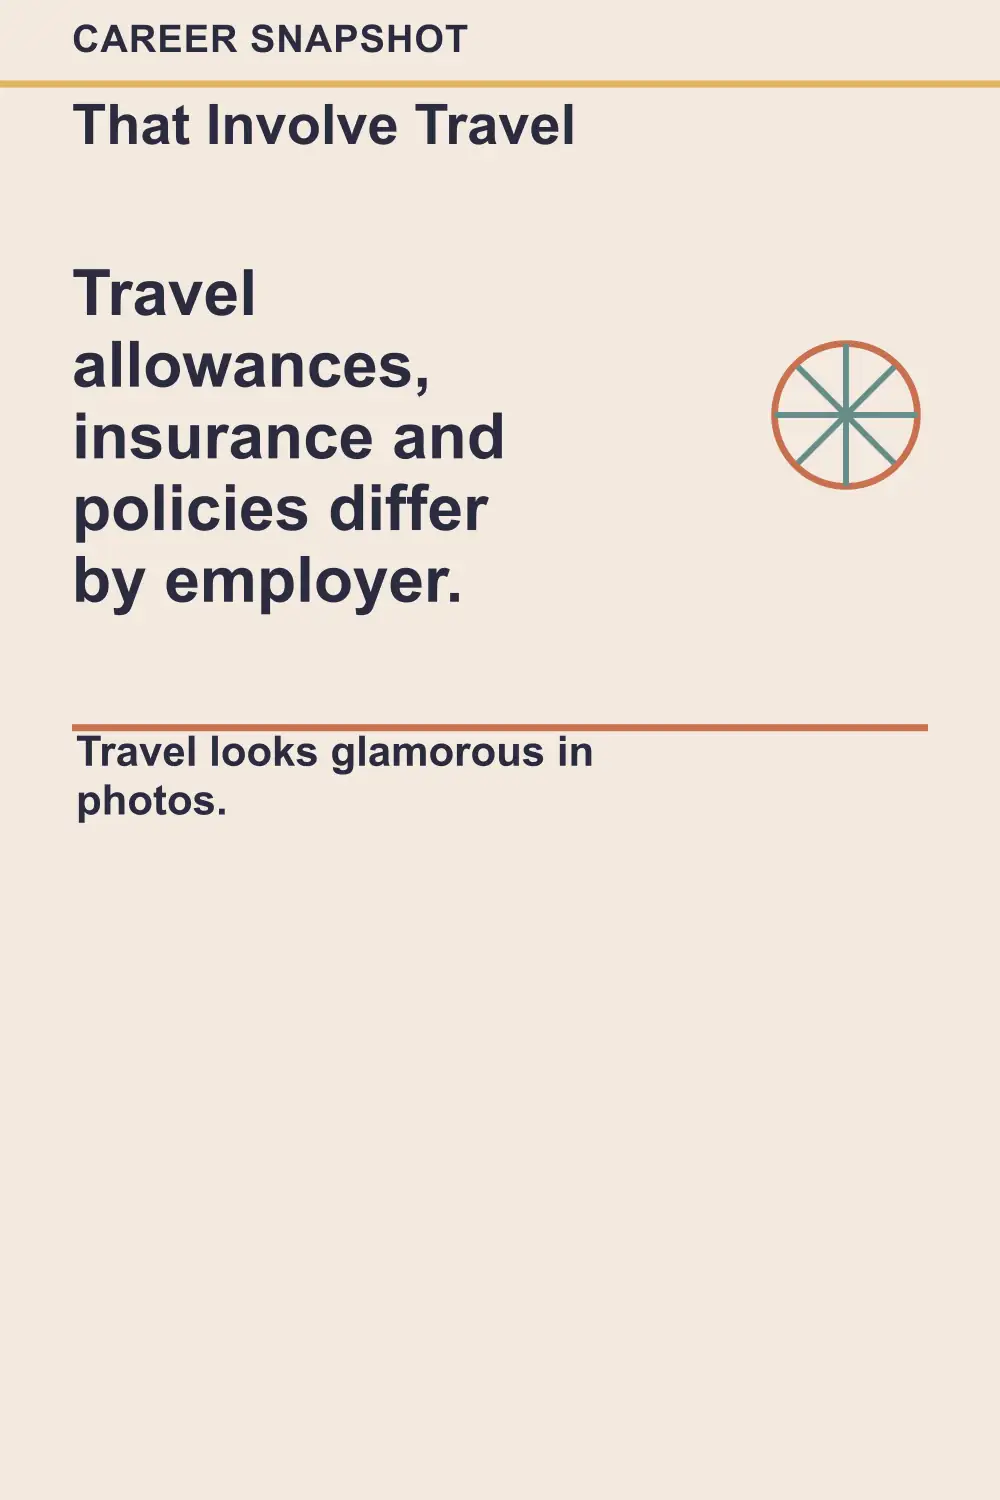 CAREER SNAPSHOT
That Involve Travel
Travel
allowances,
insurance and
policies differ
by employer.
Travel looks glamorous in
photos.